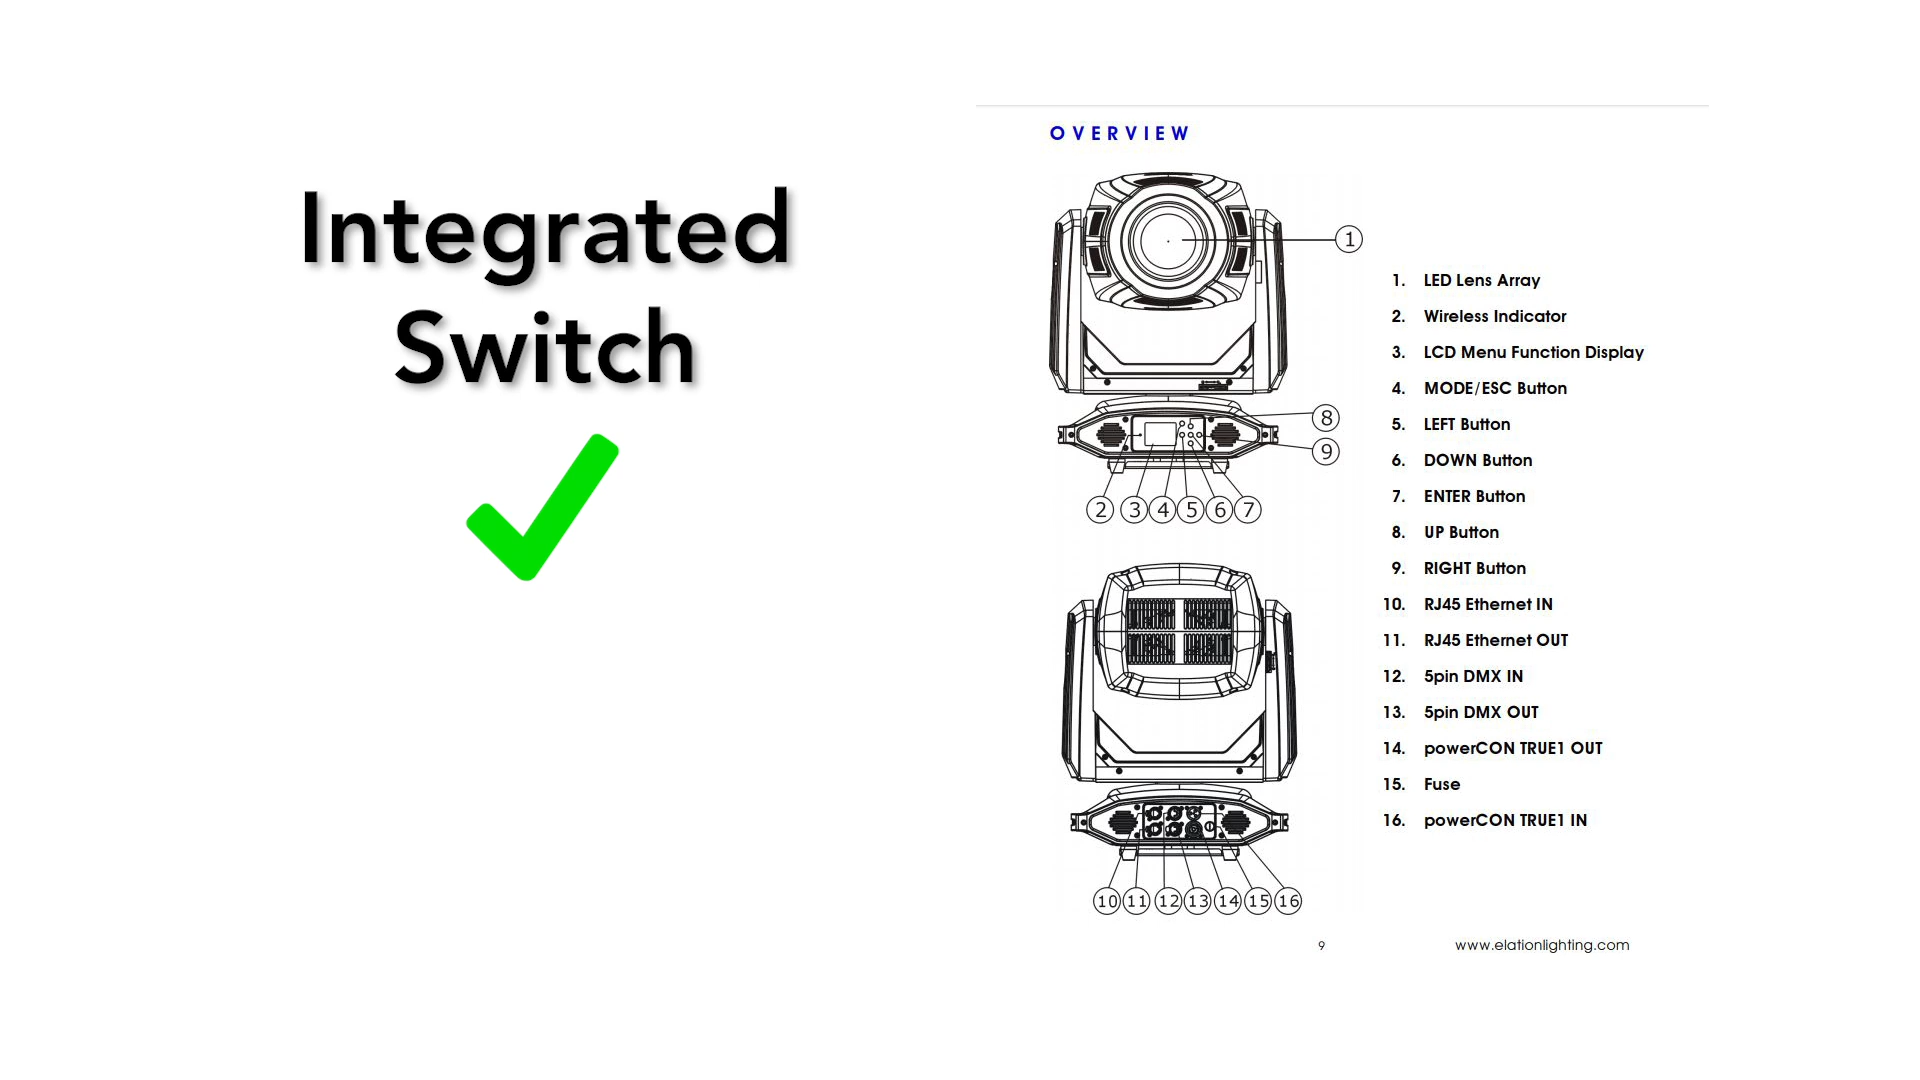 Integrated
Switch
OVERVIEW
1
8
9
2 3 4 5 6 7
10 11 12 13 14 15 16
1. LED Lens Array
2. Wireless Indicator
3. LCD Menu Function Display
4. MODE/ESC Button
5. LEFT Button
6. DOWN Button
7. ENTER Button
8. UP Button
9. RIGHT Button
10. RJ45 Ethernet IN
11. RJ45 Ethernet OUT
12. 5pin DMX IN
13. 5pin DMX OUT
14. powerCON TRUE1 OUT
15. Fuse
16. powerCON TRUE1 IN
9
www.elationlighting.com